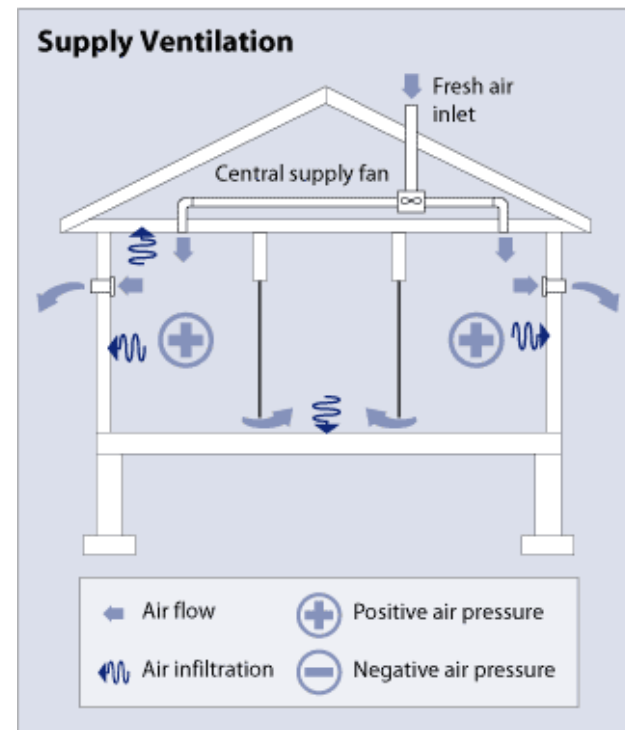 Supply Ventilation
Fresh air
inlet
Central supply fan
Air flow
Positive air pressure
Air infiltration
Negative air pressure